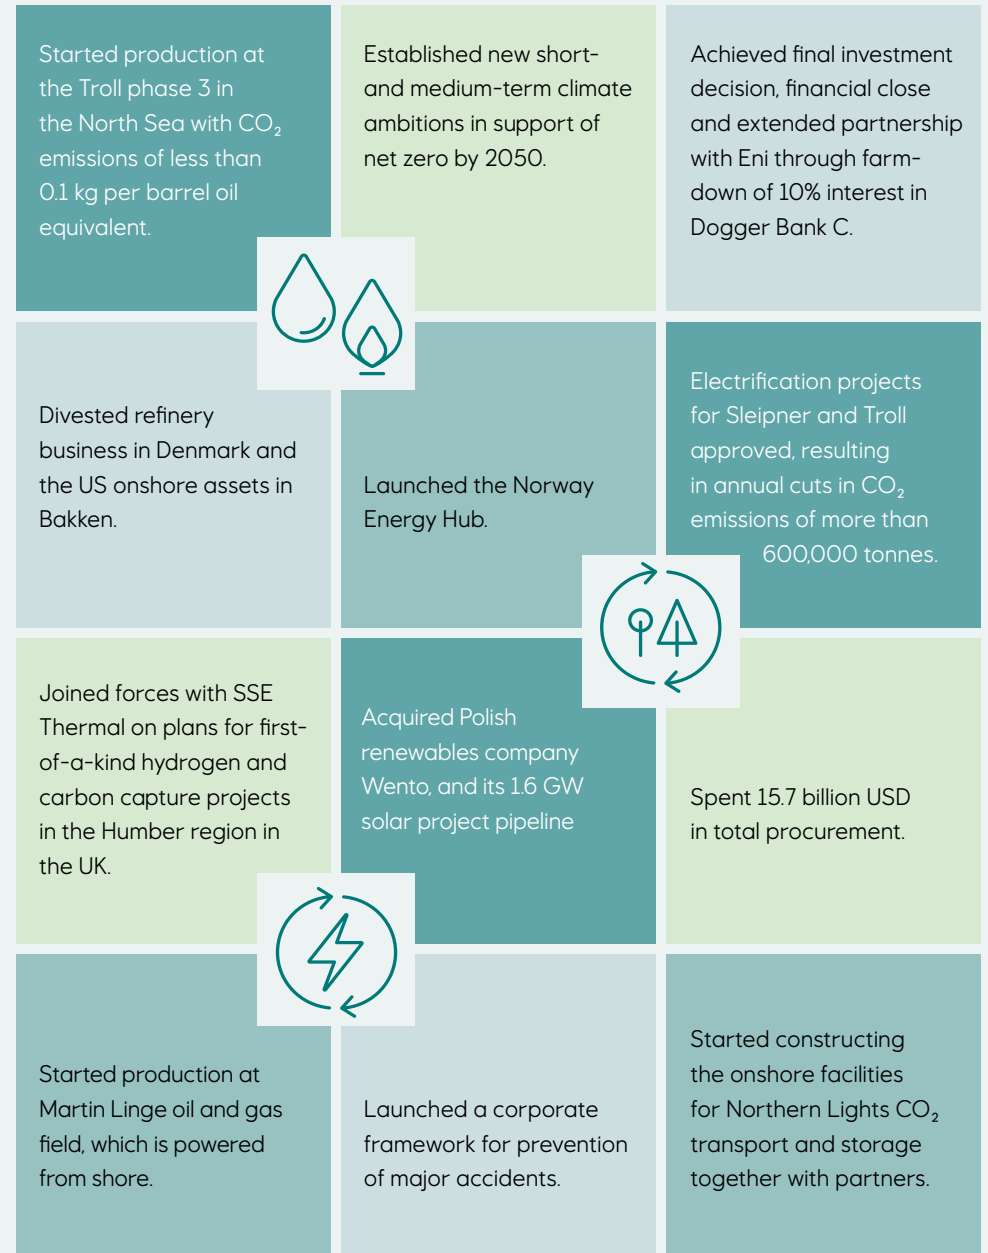 Started production at
the Troll phase 3 in
the North Sea with CO₂
emissions of less than
0.1 kg per barrel oil
equivalent.
Established new short-
and medium-term climate
ambitions in support of
net zero by 2050.
Achieved final investment
decision, financial close
and extended partnership
with Eni through farm-
down of 10% interest in
Dogger Bank C.
Divested refinery
business in Denmark and
the US onshore assets in
Bakken.
Launched the Norway
Energy Hub.
Electrification projects
for Sleipner and Troll
approved, resulting
in annual cuts in CO₂
emissions of more than
600,000 tonnes.
Joined forces with SSE
Thermal on plans for first-
of-a-kind hydrogen and
carbon capture projects
in the Humber region in
the UK.
Acquired Polish
renewables company
Wento, and its 1.6 GW
solar project pipeline
Spent 15.7 billion USD
in total procurement.
Started production at
Martin Linge oil and gas
field, which is powered
from shore.
Launched a corporate
framework for prevention
of major accidents.
Started constructing
the onshore facilities
for Northern Lights CO₂
transport and storage
together with partners.